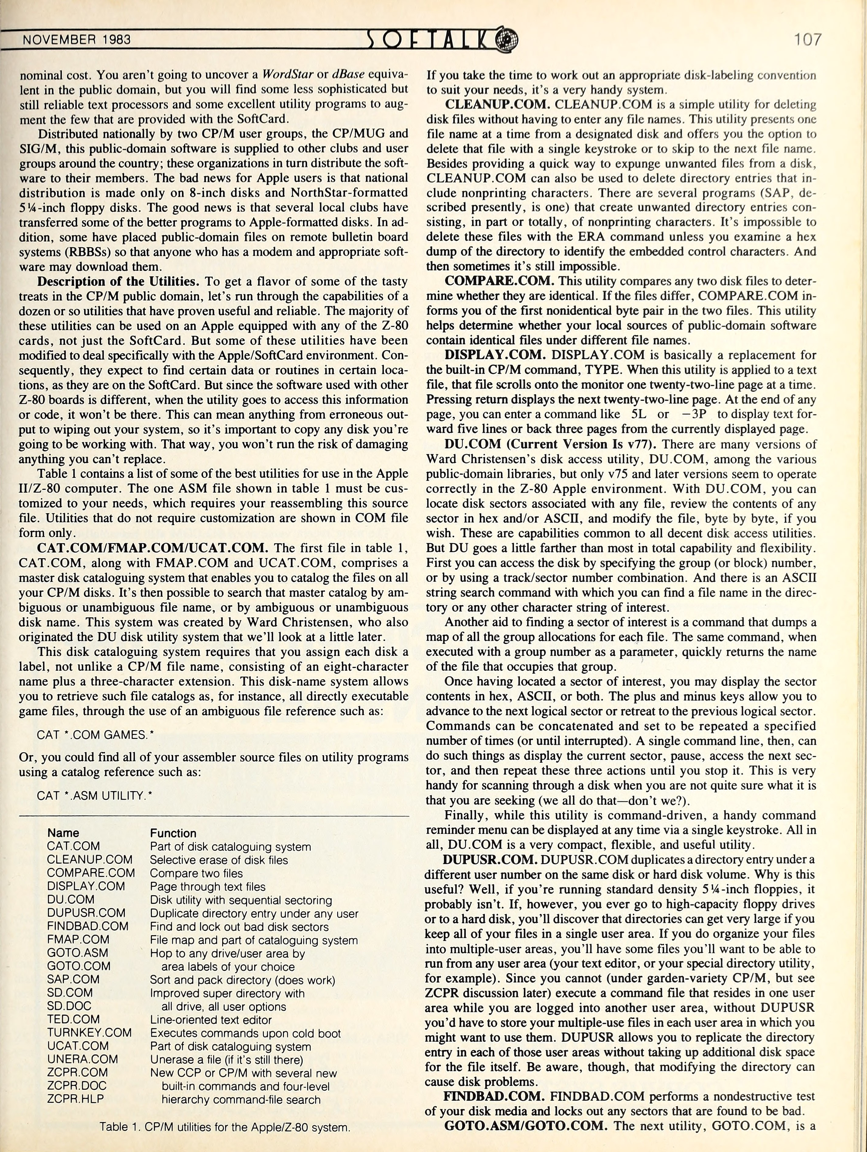 NOVEMBER 1983
SOFTALK
107
nominal cost. You aren't going to uncover a WordStar or dBase equiva-
lent in the public domain, but you will find some less sophisticated but
still reliable text processors and some excellent utility programs to aug-
ment the few that are provided with the SoftCard.
Distributed nationally by two CP/M user groups, the CP/MUG and
SIG/M, this public-domain software is supplied to other clubs and user
groups around the country; these organizations in turn distribute the soft-
ware to their members. The bad news for Apple users is that national
distribution is made only on 8-inch disks and NorthStar-formatted
5¼-inch floppy disks. The good news is that several local clubs have
transferred some of the better programs to Apple-formatted disks. In ad-
dition, some have placed public-domain files on remote bulletin board
systems (RBBSs) so that anyone who has a modem and appropriate soft-
ware may download them.
Description of the Utilities. To get a flavor of some of the tasty
treats in the CP/M public domain, let's run through the capabilities of a
dozen or so utilities that have proven useful and reliable. The majority of
these utilities can be used on an Apple equipped with any of the Z-80
cards, not just the SoftCard. But some of these utilities have been
modified to deal specifically with the Apple/SoftCard environment. Con-
sequently, they expect to find certain data or routines in certain loca-
tions, as they are on the SoftCard. But since the software used with other
Z-80 boards is different, when the utility goes to access this information
or code, it won't be there. This can mean anything from erroneous out-
put to wiping out your system, so it's important to copy any disk you're
going to be working with. That way, you won't run the risk of damaging
anything you can't replace.
Table 1 contains a list of some of the best utilities for use in the Apple
II/Z-80 computer. The one ASM file shown in table 1 must be cus-
tomized to your needs, which requires your reassembling this source
file. Utilities that do not require customization are shown in COM file
form only.
CAT.COM/FMAP.COM/UCAT.COM. The first file in table 1,
CAT.COM, along with FMAP.COM and UCAT.COM, comprises a
master disk cataloguing system that enables you to catalog the files on all
your CP/M disks. It's then possible to search that master catalog by am-
biguous or unambiguous file name, or by ambiguous or unambiguous
disk name. This system was created by Ward Christensen, who also
originated the DU disk utility system that we'll look at a little later.
This disk cataloguing system requires that you assign each disk a
label, not unlike a CP/M file name, consisting of an eight-character
name plus a three-character extension. This disk-name system allows
you to retrieve such file catalogs as, for instance, all directly executable
game files, through the use of an ambiguous file reference such as:
CAT *.COM GAMES.*
Or, you could find all of your assembler source files on utility programs
using a catalog reference such as:
CAT *.ASM UTILITY.*
Name Function
CAT.COM Part of disk cataloguing system
CLEANUP.COM Selective erase of disk files
COMPARE.COM Compare two files
DISPLAY.COM Page through text files
DU.COM Disk utility with sequential sectoring
DUPUSR.COM Duplicate directory entry under any user
FINDBAD.COM Find and lock out bad disk sectors
FMAP.COM File map and part of cataloguing system
GOTO.ASM Hop to any drive/user area by
GOTO.COM area labels of your choice
SAP.COM Sort and pack directory (does work)
SD.COM Improved super directory with
SD.DOC all drive, all user options
TED.COM Line-oriented text editor
TURNKEY.COM Executes commands upon cold boot
UCAT.COM Part of disk cataloguing system
UNERA.COM Unerase a file (if it's still there)
ZCPR.COM New CCP or CP/M with several new
ZCPR.DOC built-in commands and four-level
ZCPR.HLP hierarchy command-file search
Table 1. CP/M utilities for the Apple/Z-80 system.
If you take the time to work out an appropriate disk-labeling convention
to suit your needs, it's a very handy system.
CLEANUP.COM. CLEANUP.COM is a simple utility for deleting
disk files without having to enter any file names. This utility presents one
file name at a time from a designated disk and offers you the option to
delete that file with a single keystroke or to skip to the next file name.
Besides providing a quick way to expunge unwanted files from a disk,
CLEANUP.COM can also be used to delete directory entries that in-
clude nonprinting characters. There are several programs (SAP, de-
scribed presently, is one) that create unwanted directory entries con-
sisting, in part or totally, of nonprinting characters. It's impossible to
delete these files with the ERA command unless you examine a hex
dump of the directory to identify the embedded control characters. And
then sometimes it's still impossible.
COMPARE.COM. This utility compares any two disk files to deter-
mine whether they are identical. If the files differ, COMPARE.COM in-
forms you of the first nonidentical byte pair in the two files. This utility
helps determine whether your local sources of public-domain software
contain identical files under different file names.
DISPLAY.COM. DISPLAY.COM is basically a replacement for
the built-in CP/M command, TYPE. When this utility is applied to a text
file, that file scrolls onto the monitor one twenty-two-line page at a time.
Pressing return displays the next twenty-two-line page. At the end of any
page, you can enter a command like 5L or −3P to display text for-
ward five lines or back three pages from the currently displayed page.
DU.COM (Current Version Is v77). There are many versions of
Ward Christensen's disk access utility, DU.COM, among the various
public-domain libraries, but only v75 and later versions seem to operate
correctly in the Z-80 Apple environment. With DU.COM, you can
locate disk sectors associated with any file, review the contents of any
sector in hex and/or ASCII, and modify the file, byte by byte, if you
wish. These are capabilities common to all decent disk access utilities.
But DU goes a little farther than most in total capability and flexibility.
First you can access the disk by specifying the group (or block) number,
or by using a track/sector number combination. And there is an ASCII
string search command with which you can find a file name in the direc-
tory or any other character string of interest.
Another aid to finding a sector of interest is a command that dumps a
map of all the group allocations for each file. The same command, when
executed with a group number as a parameter, quickly returns the name
of the file that occupies that group.
Once having located a sector of interest, you may display the sector
contents in hex, ASCII, or both. The plus and minus keys allow you to
advance to the next logical sector or retreat to the previous logical sector.
Commands can be concatenated and set to be repeated a specified
number of times (or until interrupted). A single command line, then, can
do such things as display the current sector, pause, access the next sec-
tor, and then repeat these three actions until you stop it. This is very
handy for scanning through a disk when you are not quite sure what it is
that you are seeking (we all do that—don't we?).
Finally, while this utility is command-driven, a handy command
reminder menu can be displayed at any time via a single keystroke. All in
all, DU.COM is a very compact, flexible, and useful utility.
DUPUSR.COM. DUPUSR.COM duplicates a directory entry under a
different user number on the same disk or hard disk volume. Why is this
useful? Well, if you're running standard density 5¼-inch floppies, it
probably isn't. If, however, you ever go to high-capacity floppy drives
or to a hard disk, you'll discover that directories can get very large if you
keep all of your files in a single user area. If you do organize your files
into multiple-user areas, you'll have some files you'll want to be able to
run from any user area (your text editor, or your special directory utility,
for example). Since you cannot (under garden-variety CP/M, but see
ZCPR discussion later) execute a command file that resides in one user
area while you are logged into another user area, without DUPUSR
you'd have to store your multiple-use files in each user area in which you
might want to use them. DUPUSR allows you to replicate the directory
entry in each of those user areas without taking up additional disk space
for the file itself. Be aware, though, that modifying the directory can
cause disk problems.
FINDBAD.COM. FINDBAD.COM performs a nondestructive test
of your disk media and locks out any sectors that are found to be bad.
GOTO.ASM/GOTO.COM. The next utility, GOTO.COM, is a